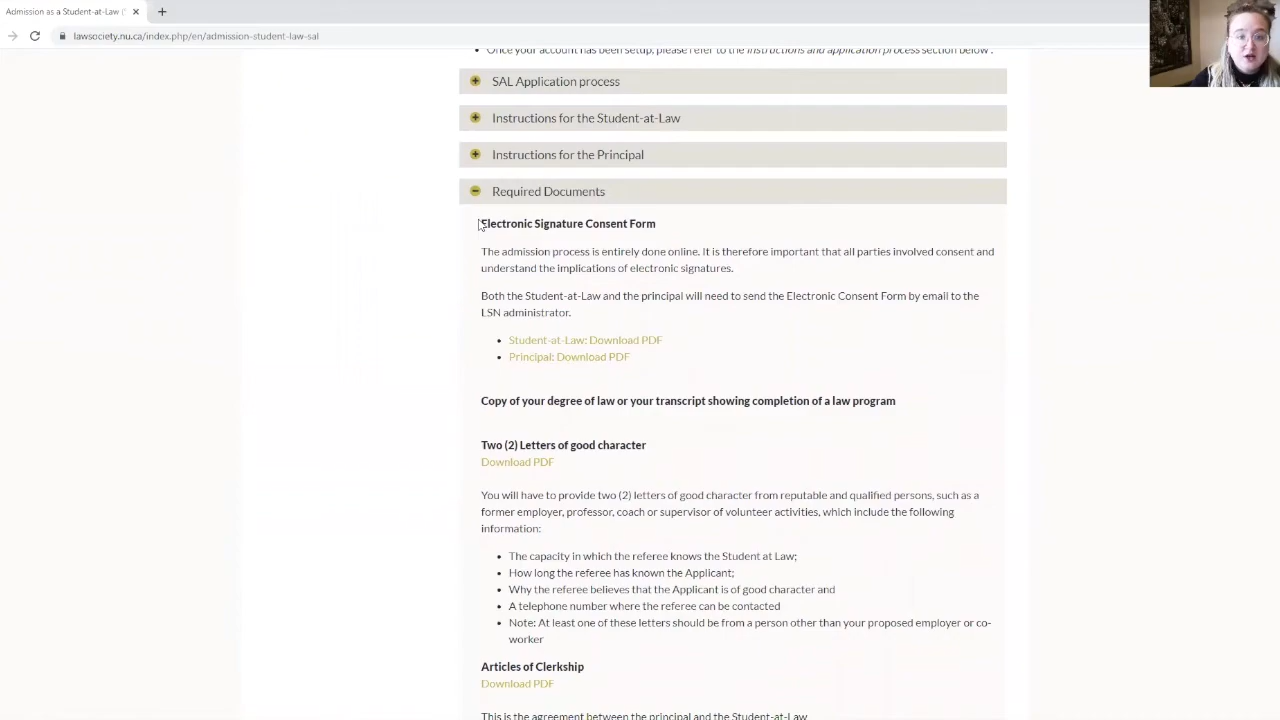 Admission as a Student-at-Law (
lawsociety.nu.ca/index.php/en/admission-student-law-sal
Once your account has been setup, please refer to the instructions and application process section below .
SAL Application process
Instructions for the Student-at-Law
Instructions for the Principal
Required Documents
Electronic Signature Consent Form
The admission process is entirely done online. It is therefore important that all parties involved consent and
understand the implications of electronic signatures.
Both the Student-at-Law and the principal will need to send the Electronic Consent Form by email to the
LSN administrator.
Student-at-Law: Download PDF
Principal: Download PDF
Copy of your degree of law or your transcript showing completion of a law program
Two (2) Letters of good character
Download PDF
You will have to provide two (2) letters of good character from reputable and qualified persons, such as a
former employer, professor, coach or supervisor of volunteer activities, which include the following
information:
The capacity in which the referee knows the Student at Law;
How long the referee has known the Applicant;
Why the referee believes that the Applicant is of good character and
A telephone number where the referee can be contacted
Note: At least one of these letters should be from a person other than your proposed employer or co-
worker
Articles of Clerkship
Download PDF
This is the agreement between the principal and the Student-at-Law